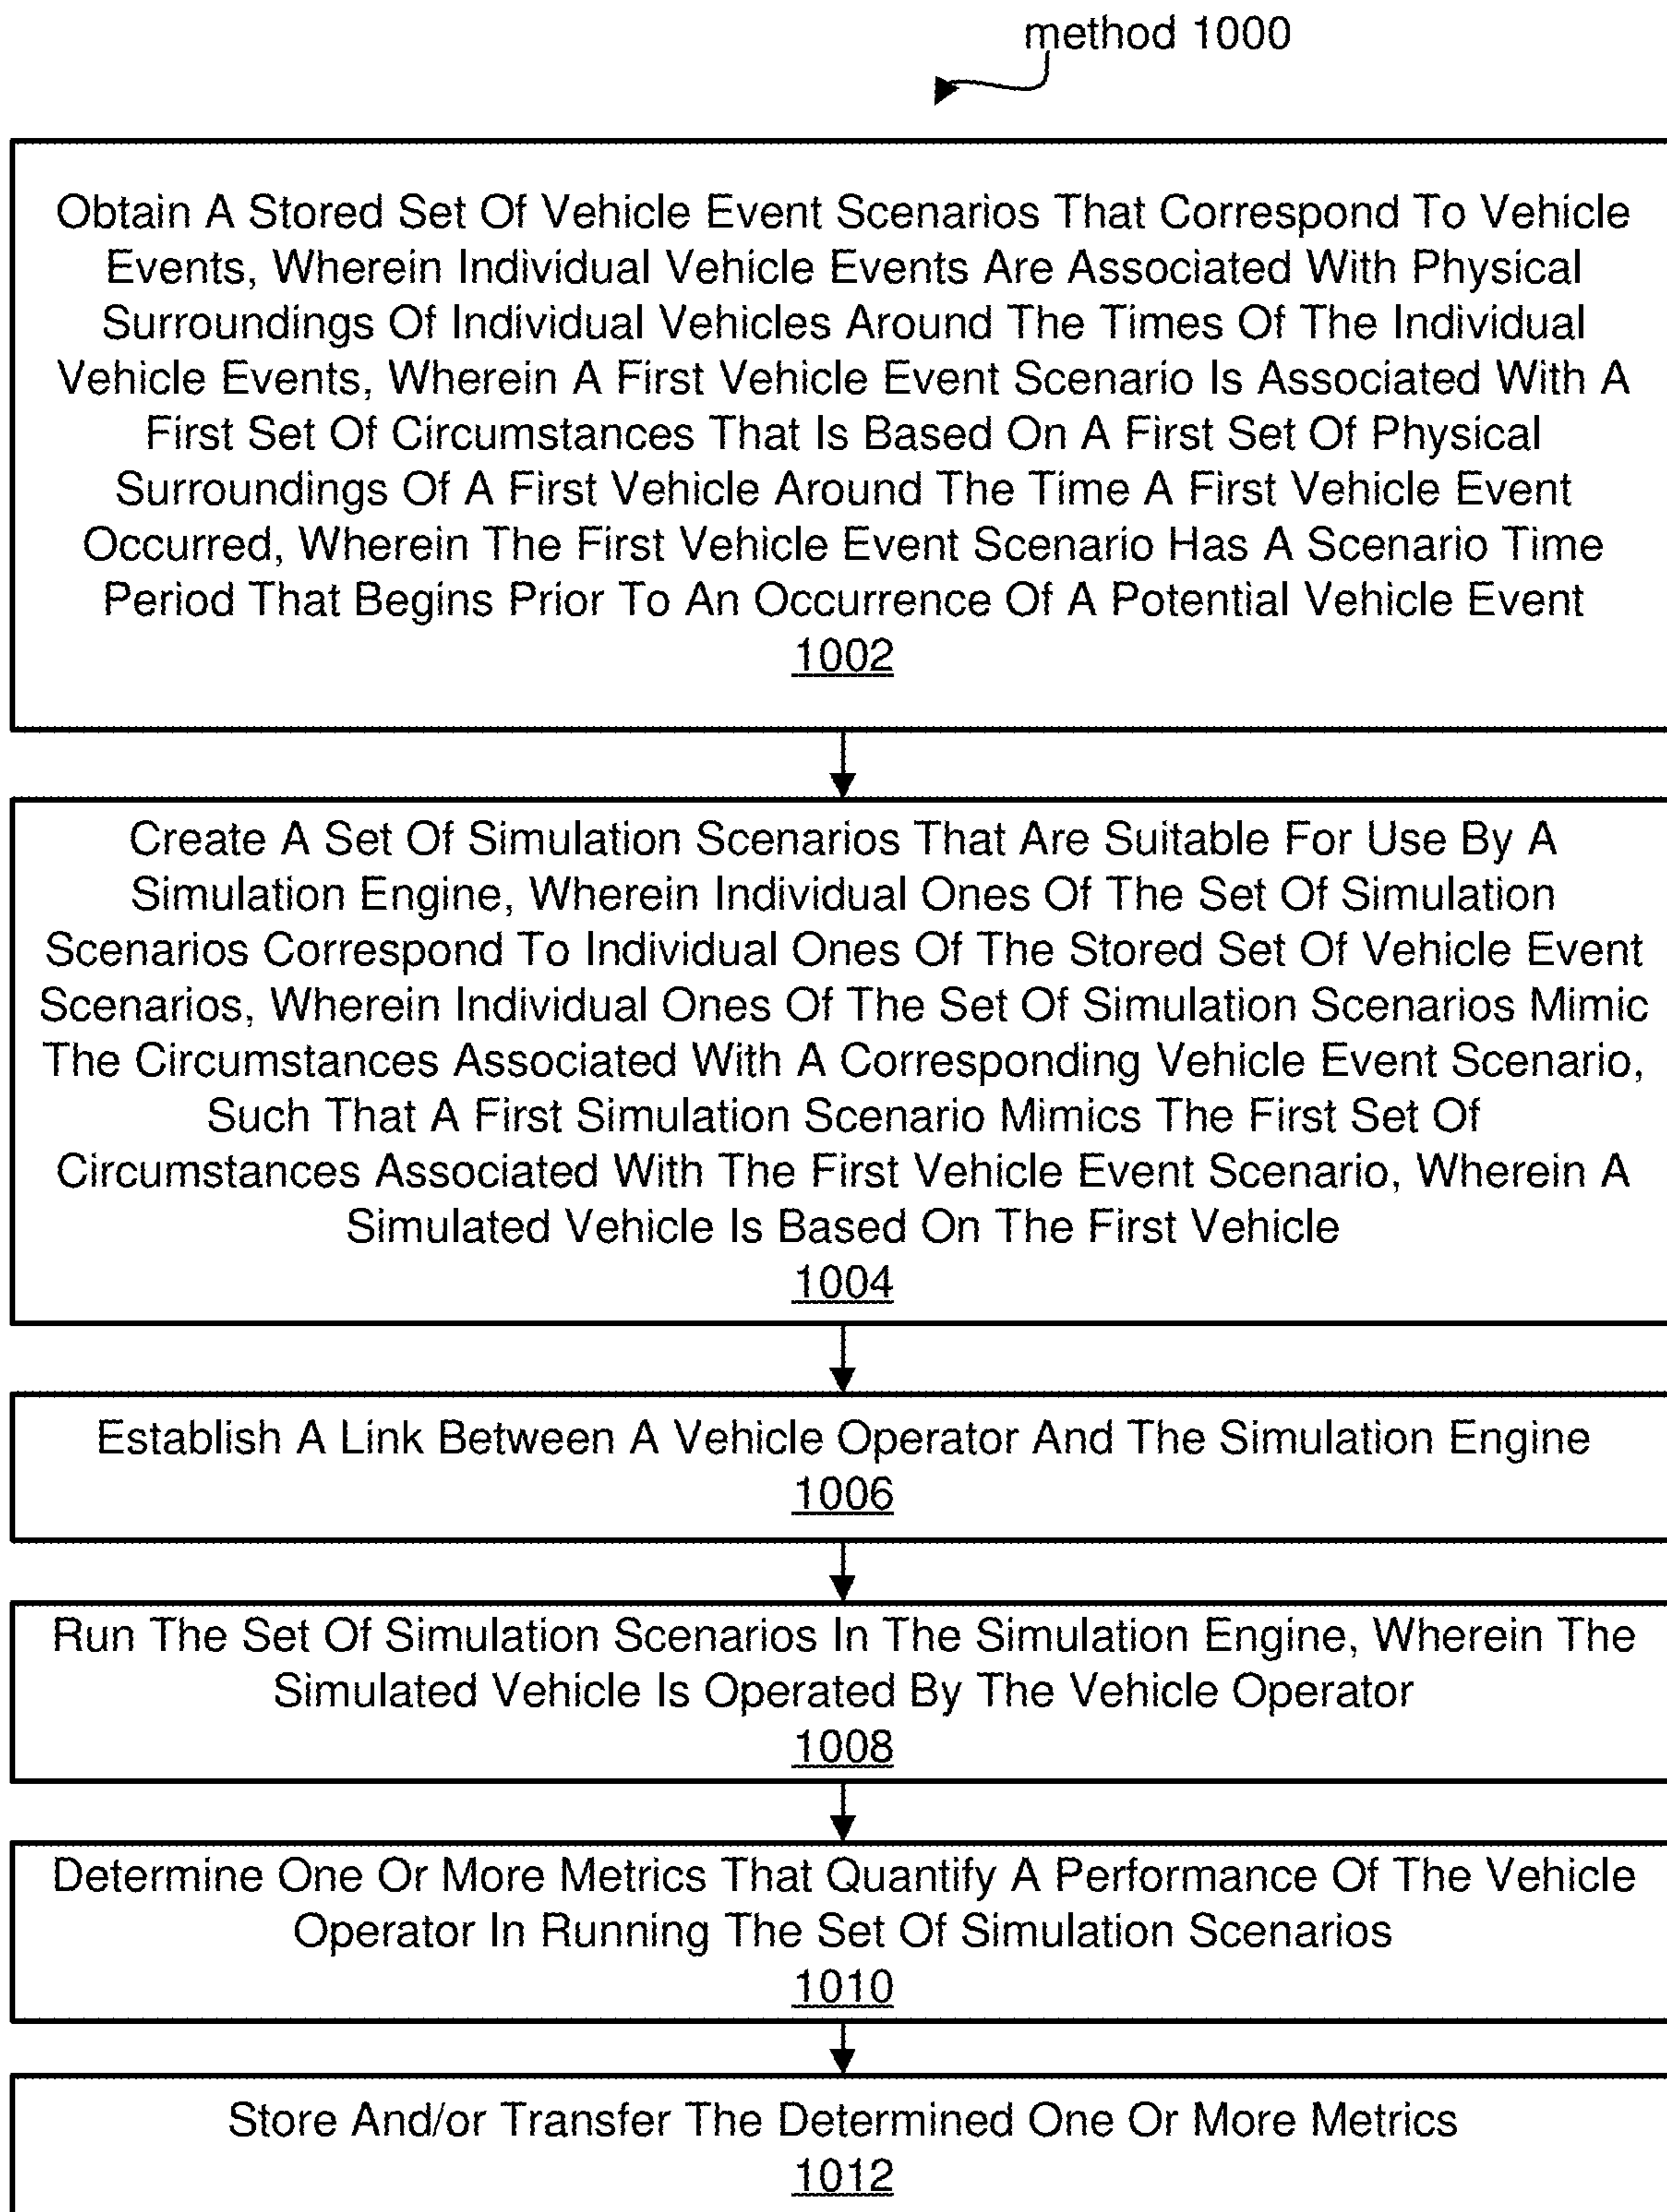 method 1000
Obtain A Stored Set Of Vehicle Event Scenarios That Correspond To Vehicle
Events, Wherein Individual Vehicle Events Are Associated With Physical
Surroundings Of Individual Vehicles Around The Times Of The Individual
Vehicle Events, Wherein A First Vehicle Event Scenario Is Associated With A
First Set Of Circumstances That Is Based On A First Set Of Physical
Surroundings Of A First Vehicle Around The Time A First Vehicle Event
Occurred, Wherein The First Vehicle Event Scenario Has A Scenario Time
Period That Begins Prior To An Occurrence Of A Potential Vehicle Event
1002
Create A Set Of Simulation Scenarios That Are Suitable For Use By A
Simulation Engine, Wherein Individual Ones Of The Set Of Simulation
Scenarios Correspond To Individual Ones Of The Stored Set Of Vehicle Event
Scenarios, Wherein Individual Ones Of The Set Of Simulation Scenarios Mimic
The Circumstances Associated With A Corresponding Vehicle Event Scenario,
Such That A First Simulation Scenario Mimics The First Set Of
Circumstances Associated With The First Vehicle Event Scenario, Wherein A
Simulated Vehicle Is Based On The First Vehicle
1004
Establish A Link Between A Vehicle Operator And The Simulation Engine
1006
Run The Set Of Simulation Scenarios In The Simulation Engine, Wherein The
Simulated Vehicle Is Operated By The Vehicle Operator
1008
Determine One Or More Metrics That Quantify A Performance Of The Vehicle
Operator In Running The Set Of Simulation Scenarios
1010
Store And/or Transfer The Determined One Or More Metrics
1012